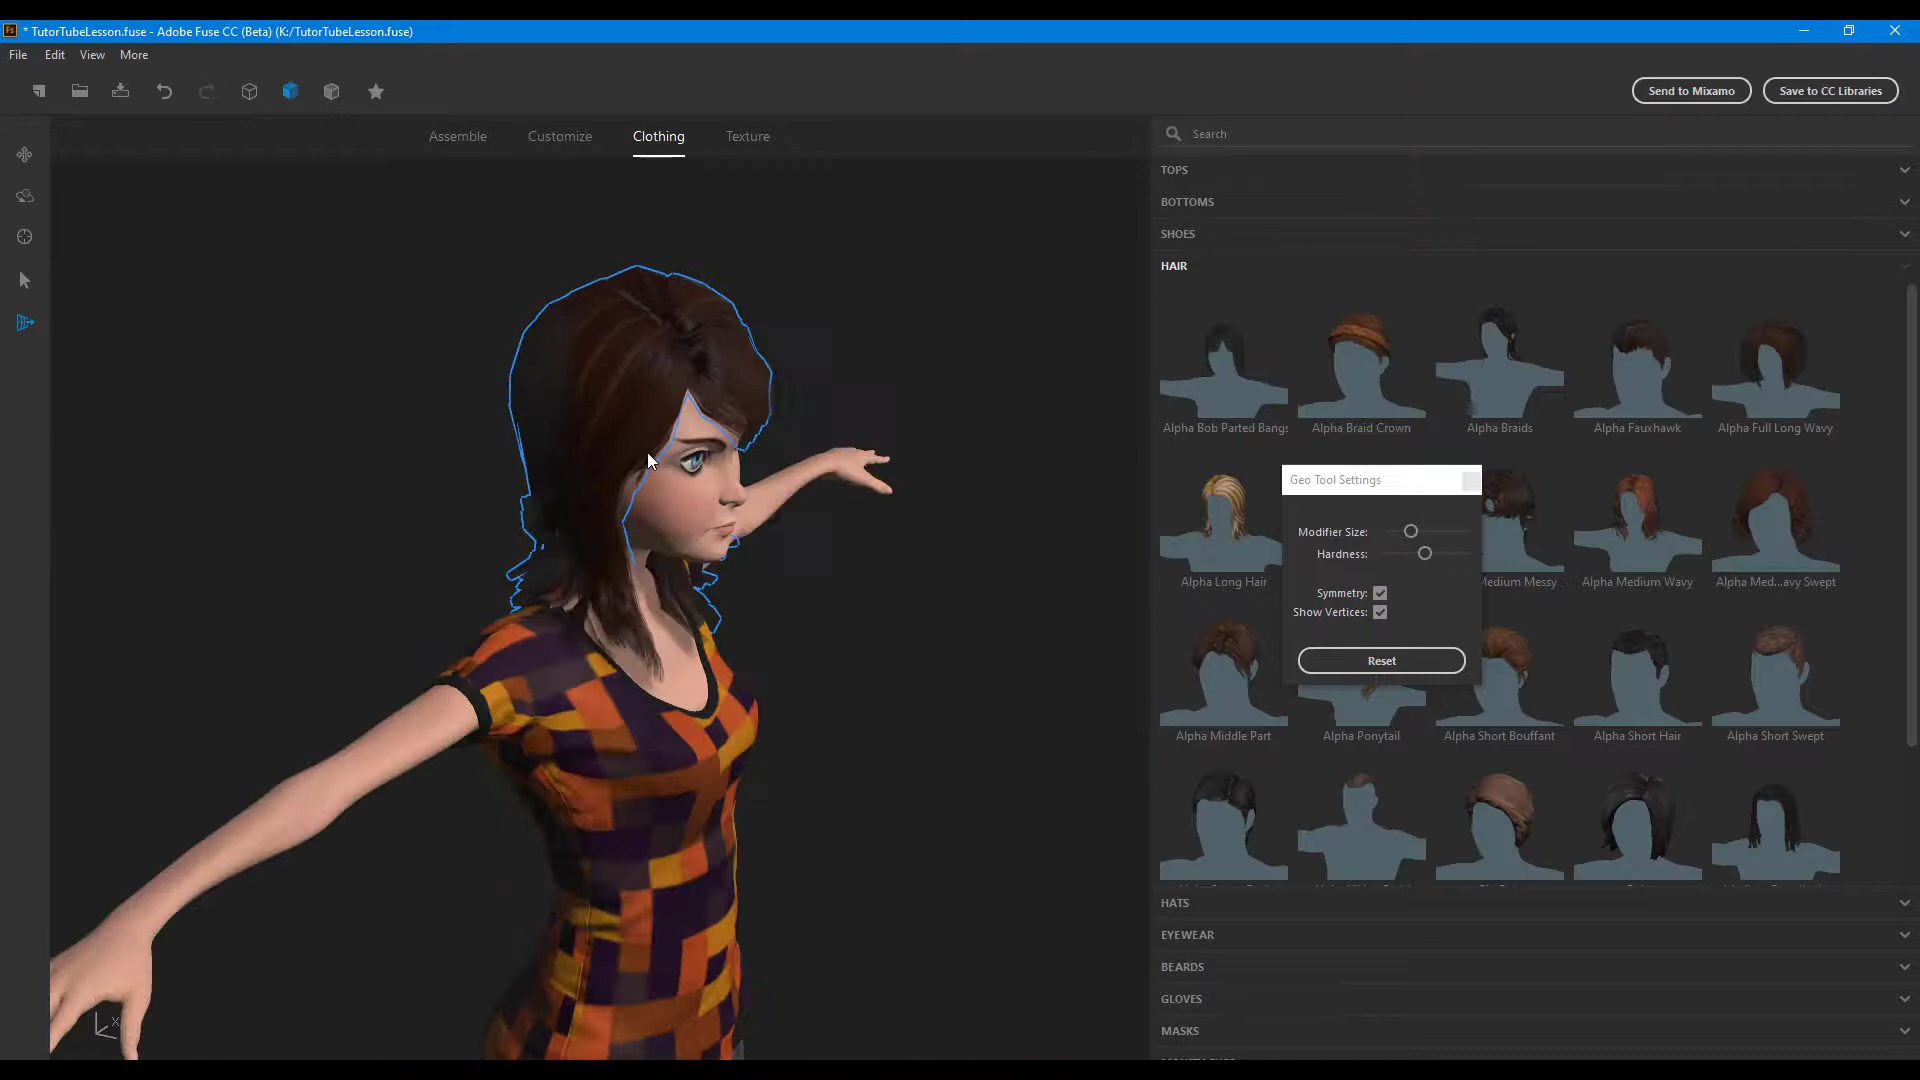 Fs * TutorTubeLesson.fuse - Adobe Fuse CC (Beta) (K:/TutorTubeLesson.fuse)
File Edit View More
Send to Mixamo Save to CC Libraries
Assemble Customize Clothing Texture
Search
TOPS
BOTTOMS
SHOES
HAIR
Alpha Bob Parted Bangs Alpha Braid Crown Alpha Braids Alpha Fauxhawk Alpha Full Long Wavy
Geo Tool Settings
Modifier Size:
Hardness:
Alpha Long Hair Medium Messy Alpha Medium Wavy Alpha Med...avy Swept
Symmetry:
Show Vertices:
Reset
Alpha Middle Part Alpha Ponytail Alpha Short Bouffant Alpha Short Hair Alpha Short Swept
HATS
EYEWEAR
BEARDS
GLOVES
MASKS
X